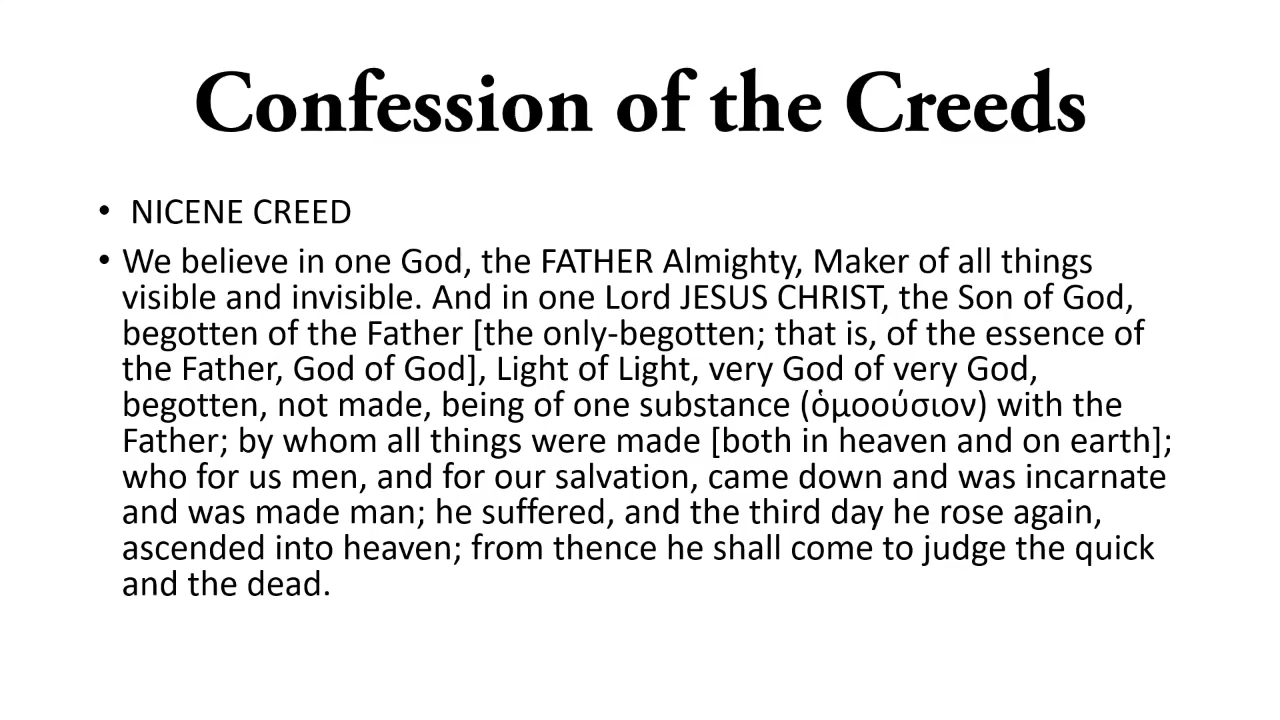 Confession of the Creeds
• NICENE CREED
• We believe in one God, the FATHER Almighty, Maker of all things
visible and invisible. And in one Lord JESUS CHRIST, the Son of God,
begotten of the Father [the only-begotten; that is, of the essence of
the Father, God of God], Light of Light, very God of very God,
begotten, not made, being of one substance (ὁμοούσιον) with the
Father; by whom all things were made [both in heaven and on earth];
who for us men, and for our salvation, came down and was incarnate
and was made man; he suffered, and the third day he rose again,
ascended into heaven; from thence he shall come to judge the quick
and the dead.